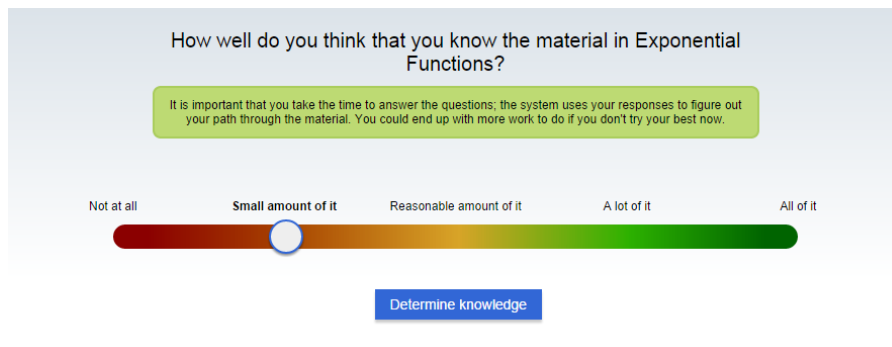 How well do you think that you know the material in Exponential
Functions?
It is important that you take the time to answer the questions; the system uses your responses to figure out
your path through the material. You could end up with more work to do if you don't try your best now.
Not at all Small amount of it Reasonable amount of it A lot of it All of it
Determine knowledge